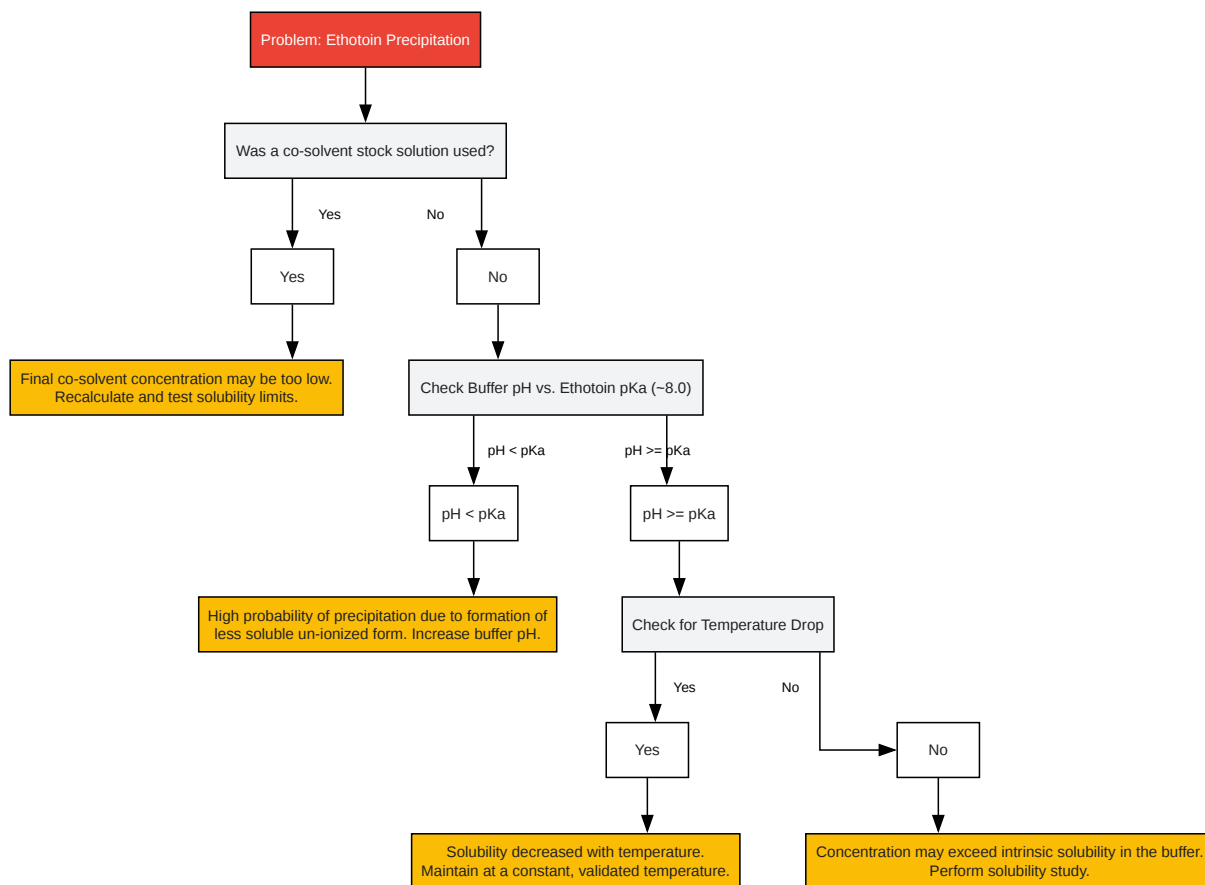 Problem: Ethotoin Precipitation
Was a co-solvent stock solution used?
Yes
No
Yes
No
Final co-solvent concentration may be too low.
Recalculate and test solubility limits.
Check Buffer pH vs. Ethotoin pKa (~8.0)
pH < pKa
pH >= pKa
pH < pKa
pH >= pKa
High probability of precipitation due to formation of
less soluble un-ionized form. Increase buffer pH.
Check for Temperature Drop
Yes
No
Yes
No
Solubility decreased with temperature.
Maintain at a constant, validated temperature.
Concentration may exceed intrinsic solubility in the buffer.
Perform solubility study.